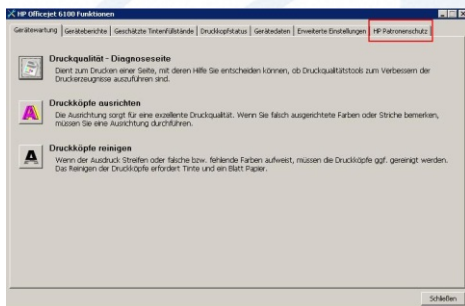 HP Officejet 6100 Funktionen
Gerätewartung Geräteberichte Geschätzte Tintenfüllstände Druckkopfstatus Gerätedaten Erweiterte Einstellungen HP Patronenschutz
Druckqualität - Diagnoseseite
Dient zum Drucken einer Seite, mit deren Hilfe Sie entscheiden können, ob Druckqualitätstools zum Verbessern der
Druckerzeugnisse auszuführen sind.
Druckköpfe ausrichten
Die Ausrichtung sorgt für eine exzellente Druckqualität. Wenn Sie falsch ausgerichtete Farben oder Striche bemerken,
müssen Sie eine Ausrichtung durchführen.
Druckköpfe reinigen
Wenn der Ausdruck Streifen oder falsche bzw. fehlende Farben aufweist, müssen die Druckköpfe ggf. gereinigt werden.
Das Reinigen der Druckköpfe erfordert Tinte und ein Blatt Papier.
Schließen